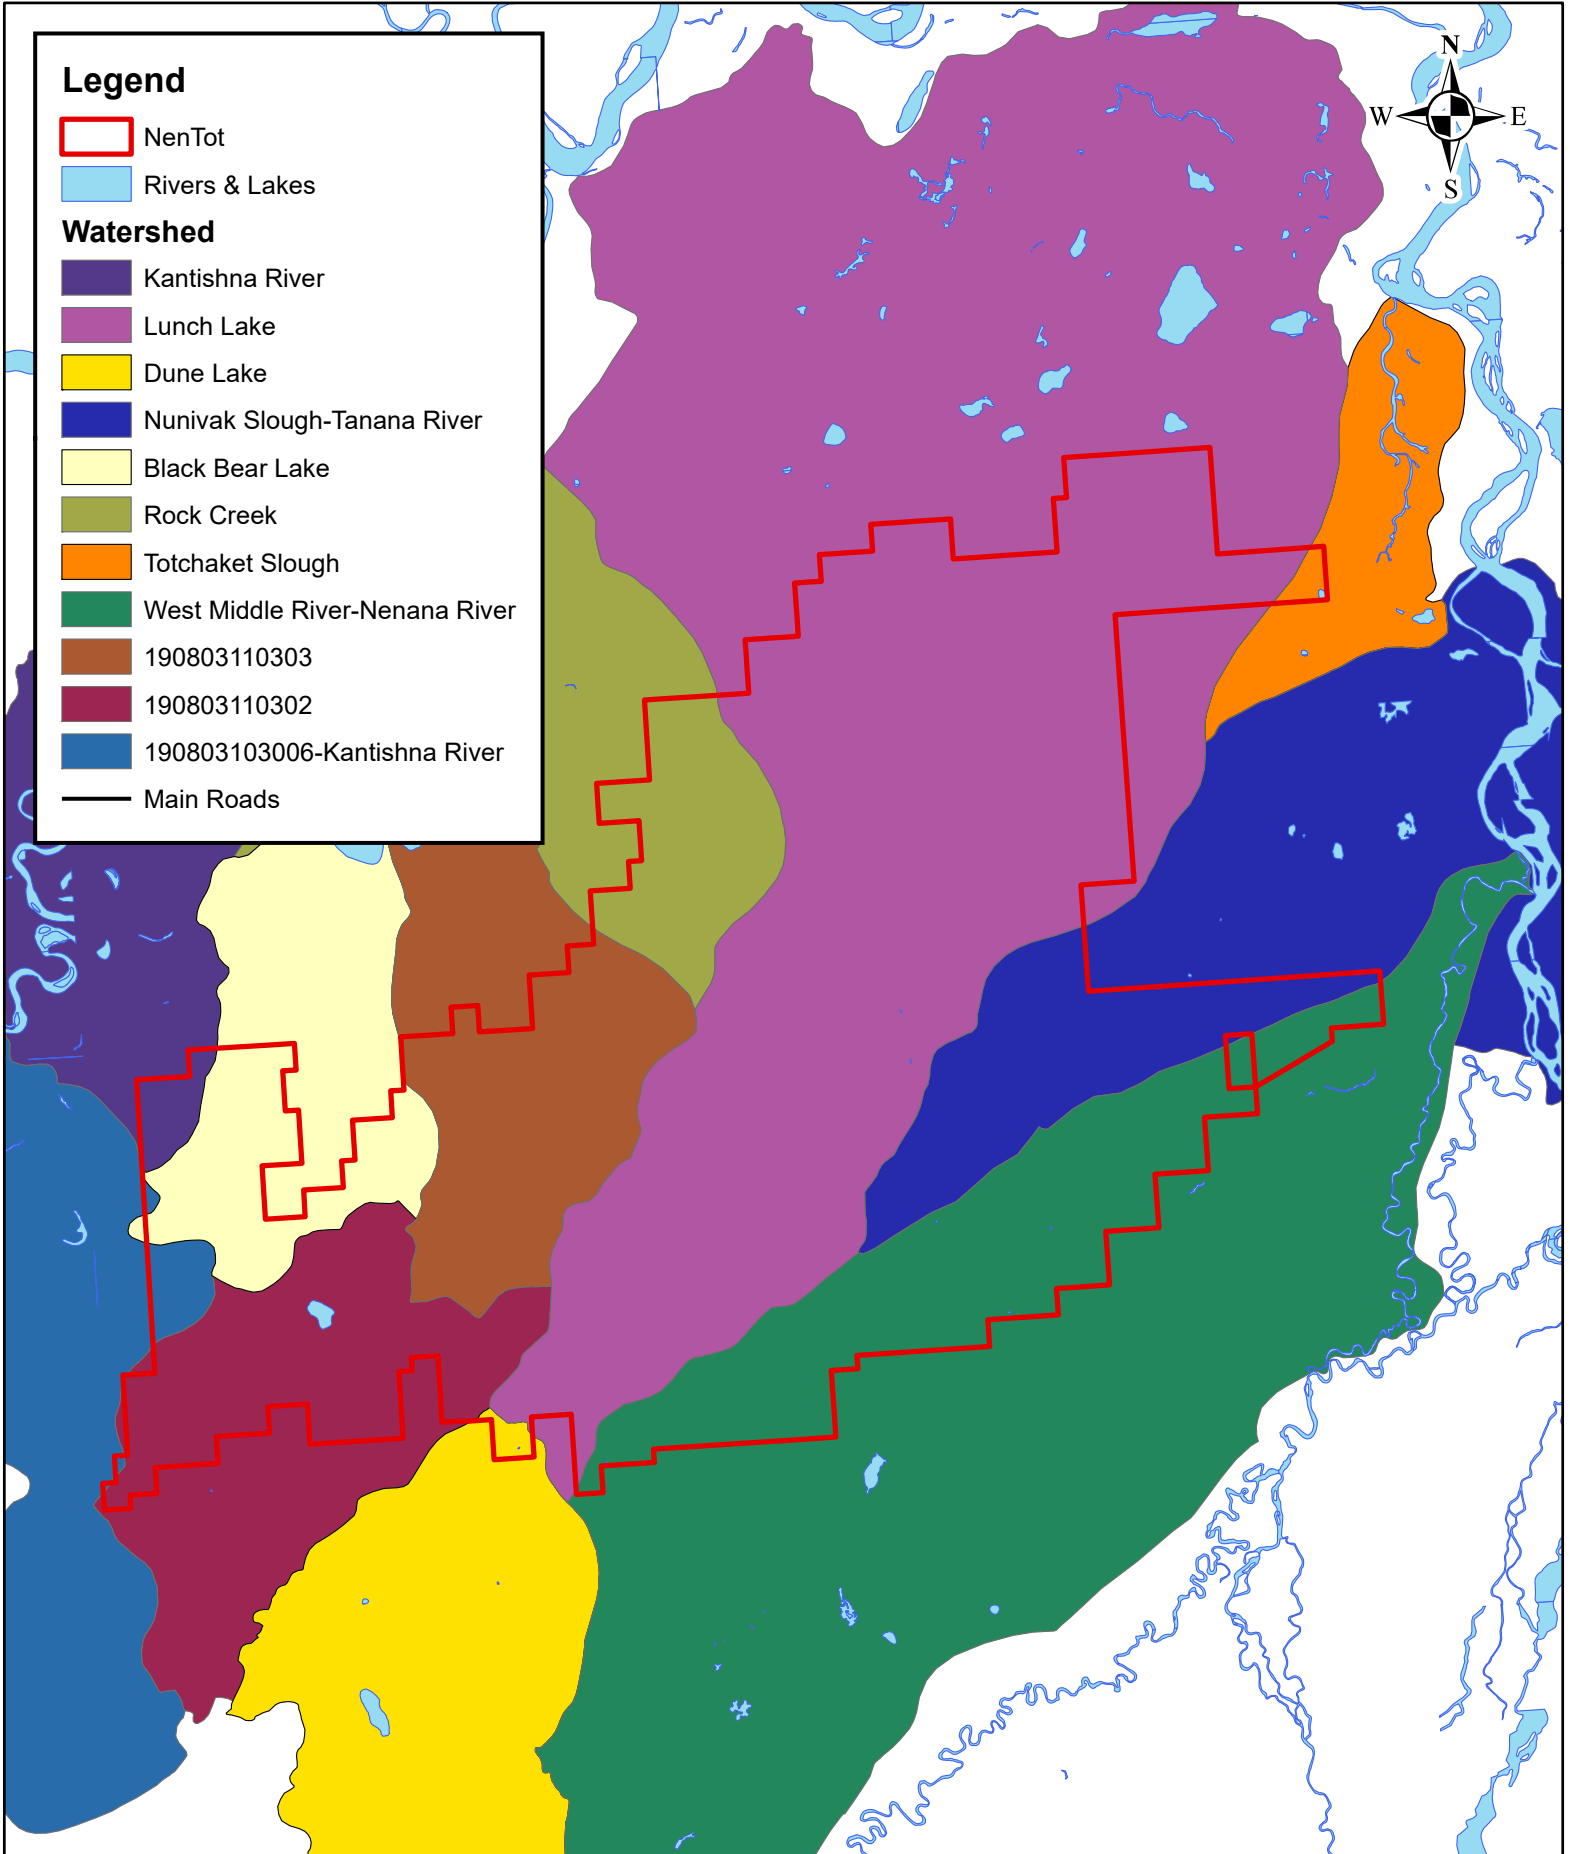 Legend
NenTot
Rivers & Lakes
Watershed
Kantishna River
Lunch Lake
Dune Lake
Nunivak Slough-Tanana River
Black Bear Lake
Rock Creek
Totchaket Slough
West Middle River-Nenana River
190803110303
190803110302
190803103006-Kantishna River
Main Roads
N
W E
S